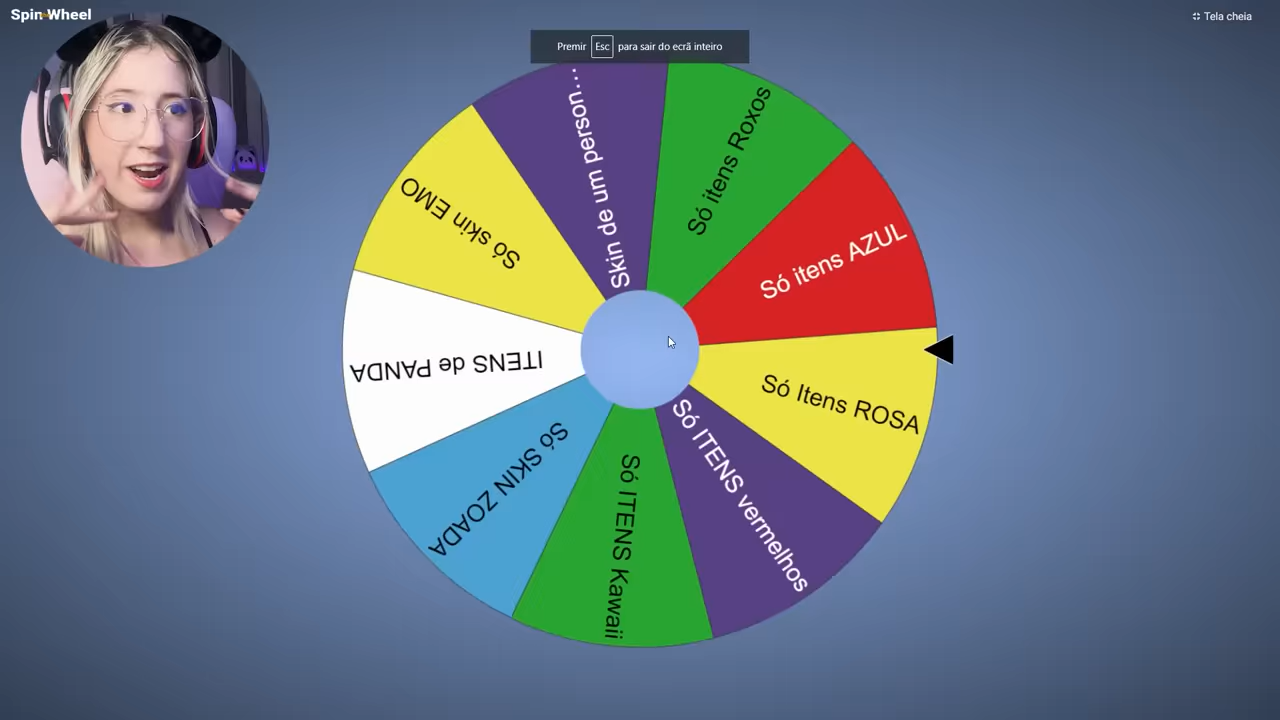 Spin the Wheel
Tela cheia
Premir Esc para sair do ecrã inteiro
Skin de um person...
Só itens Roxos
Só itens AZUL
Só Itens ROSA
Só ITENS vermelhos
Só ITENS Kawaii
Só SKIN ZOADA
ITENS de PANDA
Só skin EMO